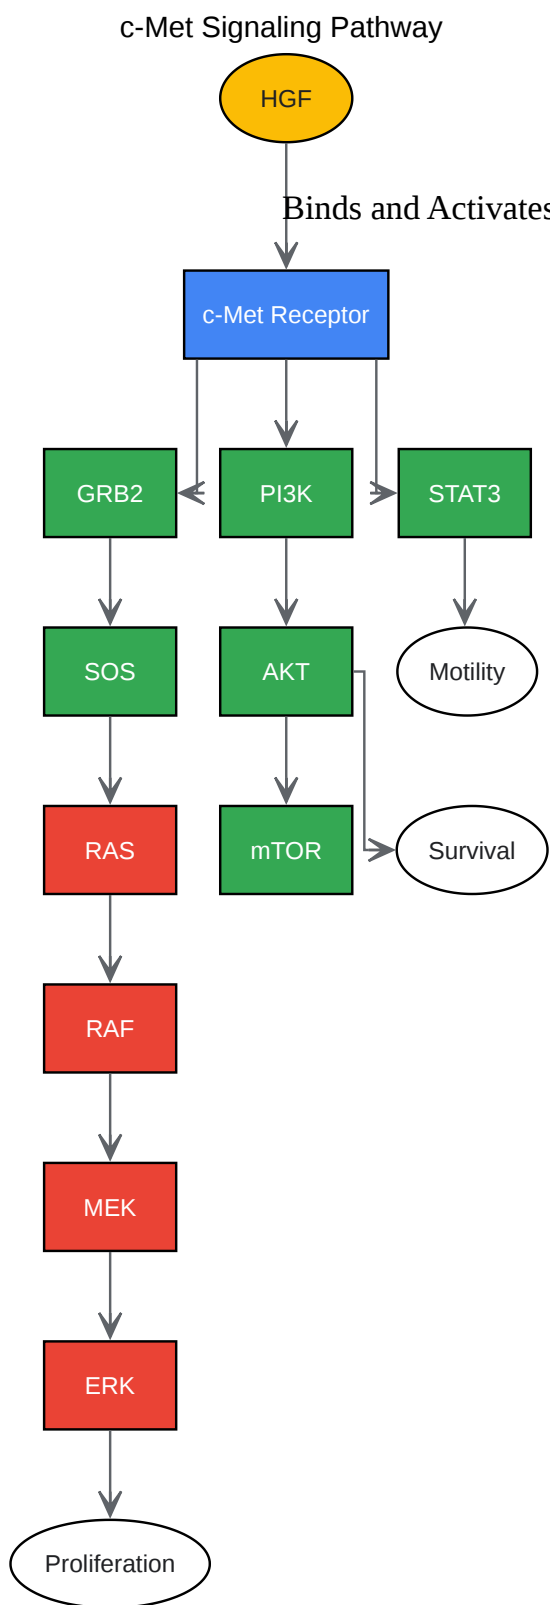 c-Met Signaling Pathway
HGF
Binds and Activates
c-Met Receptor
GRB2
PI3K
STAT3
SOS
AKT
Motility
RAS
mTOR
Survival
RAF
MEK
ERK
Proliferation